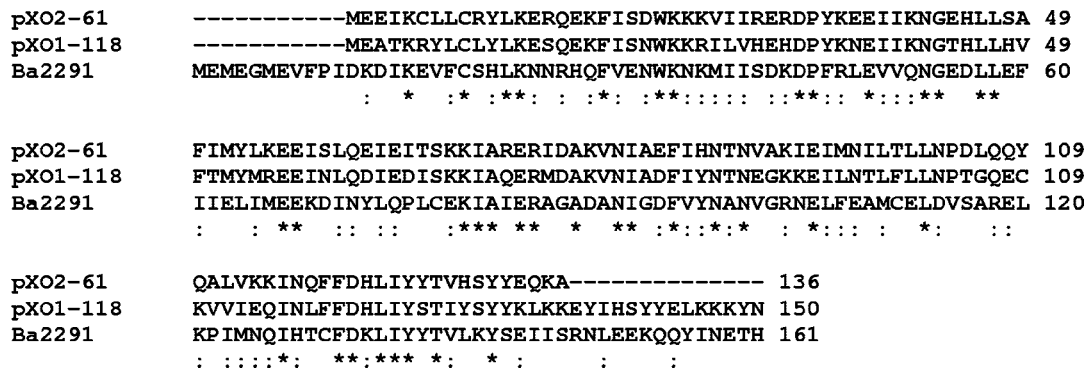 pXO2-61 -----------MEEIKCLLCRYLKERQEKFISDWKKKVIIRERDPYKEEIIKNGEHLLSA 49
pXO1-118 -----------MEATKRYLCLYLKESQEKFISNWKKRILVHEHDPYKNEIIKNGTHLLHV 49
Ba2291 MEMEGMEVFPIDKDIKEVFCSHLKNNRHQFVENWKNKMIISDKDPFRLEVVQNGEDLLEF 60
: * :* :** : : :* : **::::: : :**: : *:::** **
pXO2-61 FIMYLKEEISLQEIEITSKKIARERIDAKVNIAEFIHNTNVAKIEIMNILTLLNPDLQQY 109
pXO1-118 FTMYMREEINLQDIEDISKKIAQERMDAKVNIADFIYNTNEGKKEILNTLFLLNPTGQEC 109
Ba2291 IIELIMEEKDINYLQPLCEKIAIERAGADANIGDFVYNANVGRNELFEAMCELDVSAREL 120
: : ** :: :: :*** ** * ** :*::*:* : *::: : *: ::
pXO2-61 QALVKKINQFFDHLIYYTVHSYYEQKA-------------- 136
pXO1-118 KVVIEQINLFFDHLIYSTIYSYYKLKKEYIHSYYELKKKYN 150
Ba2291 KPIMNQIHTCFDKLIYYTVLKYSEIISRNLEEKQQYINETH 161
: ::::*: **:*** *: * : : :